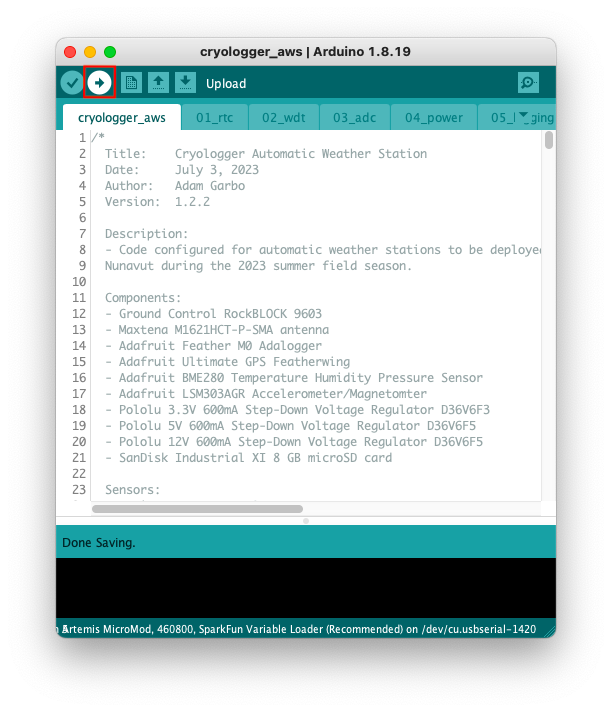 cryologger_aws | Arduino 1.8.19
Upload
cryologger_aws 01_rtc 02_wdt 03_adc 04_power
1 /*
2 Title: Cryologger Automatic Weather Station
3 Date: July 3, 2023
4 Author: Adam Garbo
5 Version: 1.2.2
6
7 Description:
8 - Code configured for automatic weather stations to be deployed
9 Nunavut during the 2023 summer field season.
10
11 Components:
12 - Ground Control RockBLOCK 9603
13 - Maxtena M1621HCT-P-SMA antenna
14 - Adafruit Feather M0 Adalogger
15 - Adafruit Ultimate GPS Featherwing
16 - Adafruit BME280 Temperature Humidity Pressure Sensor
17 - Adafruit LSM303AGR Accelerometer/Magnetomter
18 - Pololu 3.3V 600mA Step-Down Voltage Regulator D36V6F3
19 - Pololu 5V 600mA Step-Down Voltage Regulator D36V6F5
20 - Pololu 12V 600mA Step-Down Voltage Regulator D36V6F5
21 - SanDisk Industrial XI 8 GB microSD card
22
23 Sensors:
Done Saving.
Artemis MicroMod, 460800, SparkFun Variable Loader (Recommended) on /dev/cu.usbserial-1420